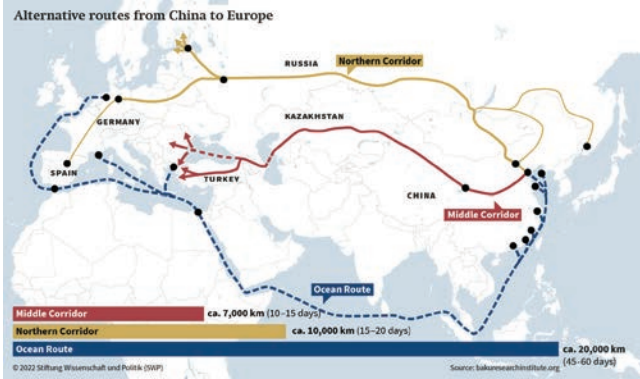 Alternative routes from China to Europe
RUSSIA
Northern Corridor
GERMANY
KAZAKHSTAN
SPAIN
TURKEY
CHINA
Middle Corridor
Ocean Route
Middle Corridor
ca. 7,000 km (10–15 days)
Northern Corridor
ca. 10,000 km (15–20 days)
Ocean Route
ca. 20,000 km
(45-60 days)
© 2022 Stiftung Wissenschaft und Politik (SWP)
Source: bakuresearchinstitute.org